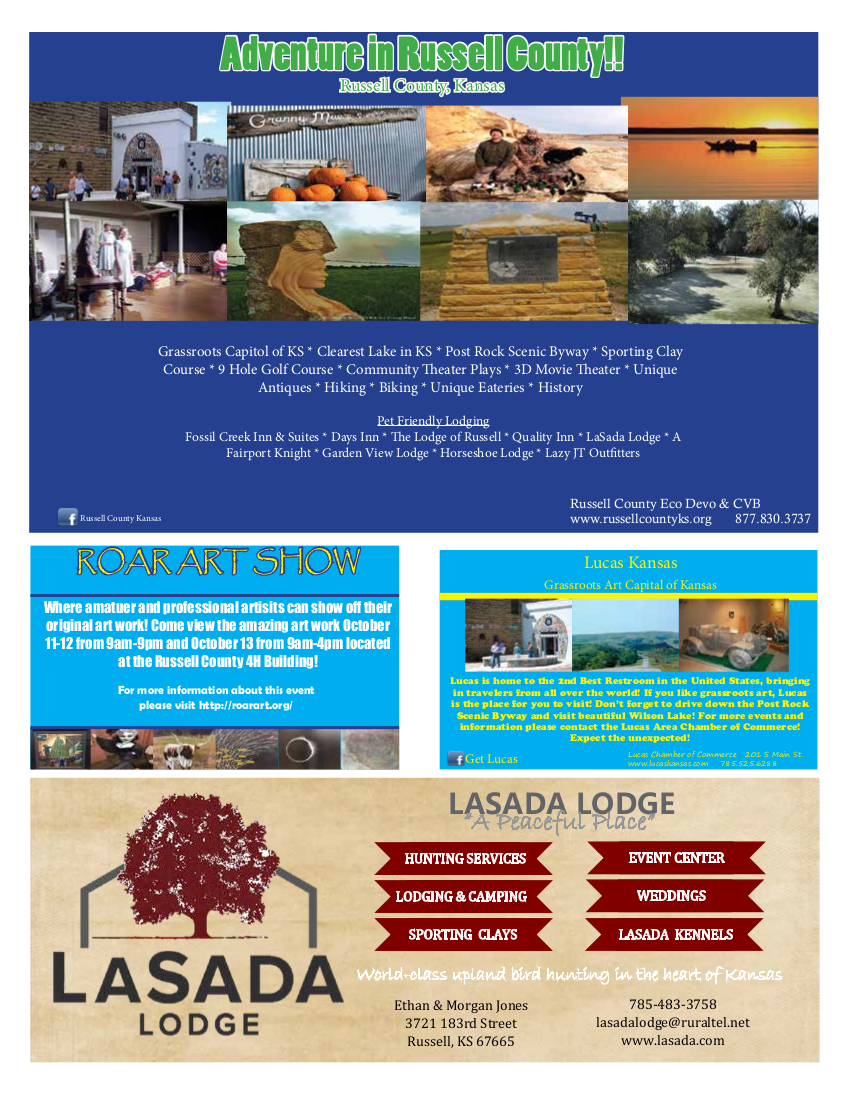 Adventure in Russell County!!
Russell County, Kansas
Granny Mae's
Grassroots Capitol of KS * Clearest Lake in KS * Post Rock Scenic Byway * Sporting Clay
Course * 9 Hole Golf Course * Community Theater Plays * 3D Movie Theater * Unique
Antiques * Hiking * Biking * Unique Eateries * History
Pet Friendly Lodging
Fossil Creek Inn & Suites * Days Inn * The Lodge of Russell * Quality Inn * LaSada Lodge * A
Fairport Knight * Garden View Lodge * Horseshoe Lodge * Lazy JT Outfitters
Russell County Eco Devo & CVB
f Russell County Kansas
www.russellcountyks.org 877.830.3737
ROAR ART SHOW
Where amatuer and professional artisits can show off their
original art work! Come view the amazing art work October
11-12 from 9am-9pm and October 13 from 9am-4pm located
at the Russell County 4H Building!
For more information about this event
please visit http://roarart.org/
Lucas Kansas
Grassroots Art Capital of Kansas
Lucas is home to the 2nd Best Restroom in the United States, bringing
in travelers from all over the world! If you like grassroots art, Lucas
is the place for you to visit! Don't forget to drive down the Post Rock
Scenic Byway and visit beautiful Wilson Lake! For more events and
information please contact the Lucas Area Chamber of Commerce!
Expect the unexpected!
f Get Lucas
Lucas Chamber of Commerce 201 S Main St.
www.lucaskansas.com 785.525.6288
LASADA LODGE
"A Peaceful Place"
HUNTING SERVICES
EVENT CENTER
LODGING & CAMPING
WEDDINGS
SPORTING CLAYS
LASADA KENNELS
LASADA
LODGE
World-class upland bird hunting in the heart of Kansas
Ethan & Morgan Jones
3721 183rd Street
Russell, KS 67665
785-483-3758
lasadalodge@ruraltel.net
www.lasada.com